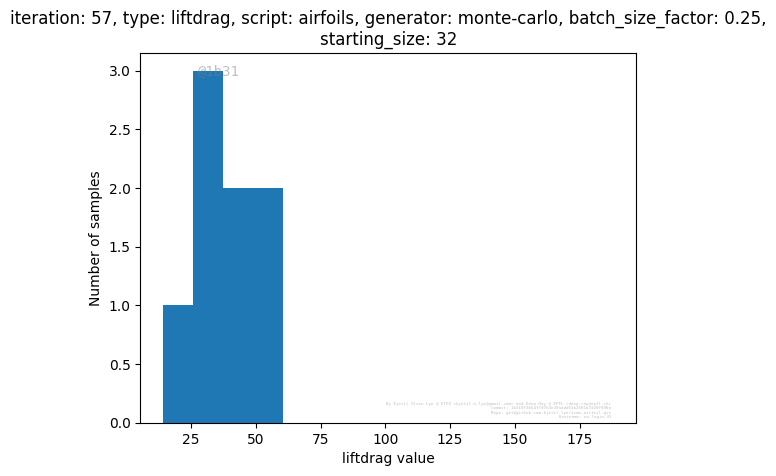 iteration: 57, type: liftdrag, script: airfoils, generator: monte-carlo, batch_size_factor: 0.25,
starting_size: 32
@1b31
3.0
2.5
2.0
1.5
1.0
0.5
0.0
Number of samples
25 50 75 100 125 150 175
liftdrag value